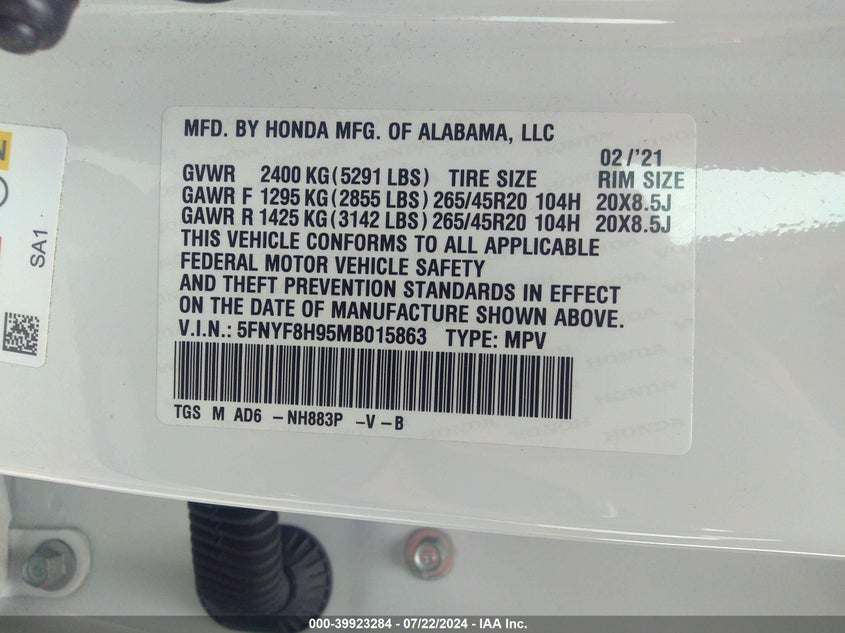 MFD. BY HONDA MFG. OF ALABAMA, LLC
02/'21
GVWR 2400 KG(5291 LBS) TIRE SIZE RIM SIZE
GAWR F 1295 KG(2855 LBS)265/45R20 104H 20X8.5J
GAWR R 1425 KG(3142 LBS)265/45R20 104H 20X8.5J
THIS VEHICLE CONFORMS TO ALL APPLICABLE
FEDERAL MOTOR VEHICLE SAFETY
AND THEFT PREVENTION STANDARDS IN EFFECT
ON THE DATE OF MANUFACTURE SHOWN ABOVE.
V.I.N.: 5FNYF8H95MB015863 TYPE: MPV
TGS M AD6 -NH883P -V-B
N
SA1
HONDA
000-39923284 - 07/22/2024 - IAA Inc.